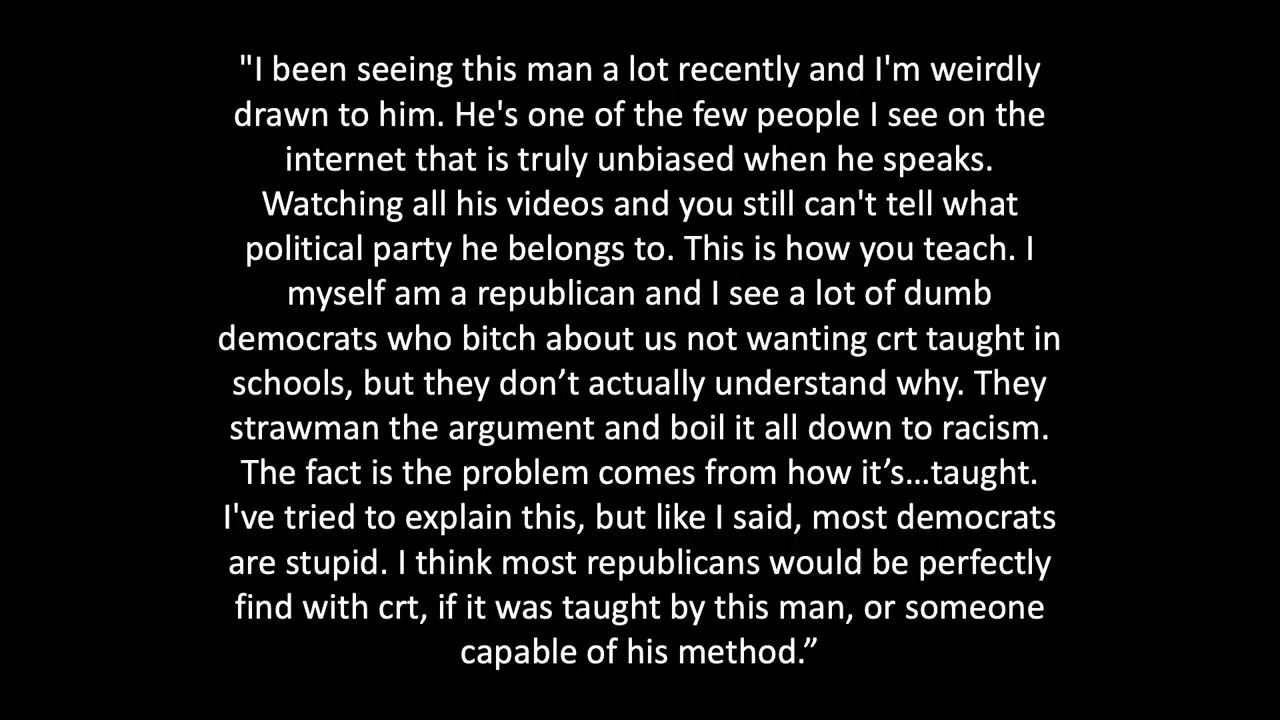 "I been seeing this man a lot recently and I'm weirdly
drawn to him. He's one of the few people I see on the
internet that is truly unbiased when he speaks.
Watching all his videos and you still can't tell what
political party he belongs to. This is how you teach. I
myself am a republican and I see a lot of dumb
democrats who bitch about us not wanting crt taught in
schools, but they don’t actually understand why. They
strawman the argument and boil it all down to racism.
The fact is the problem comes from how it’s…taught.
I've tried to explain this, but like I said, most democrats
are stupid. I think most republicans would be perfectly
find with crt, if it was taught by this man, or someone
capable of his method.”